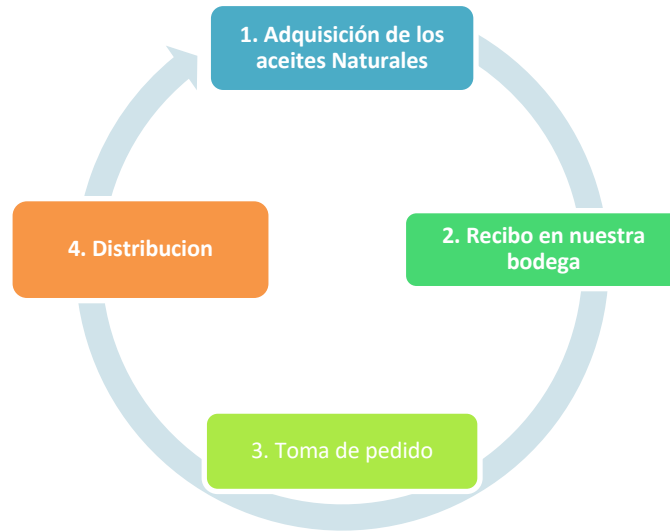 1. Adquisición de los
aceites Naturales
2. Recibo en nuestra
bodega
3. Toma de pedido
4. Distribucion